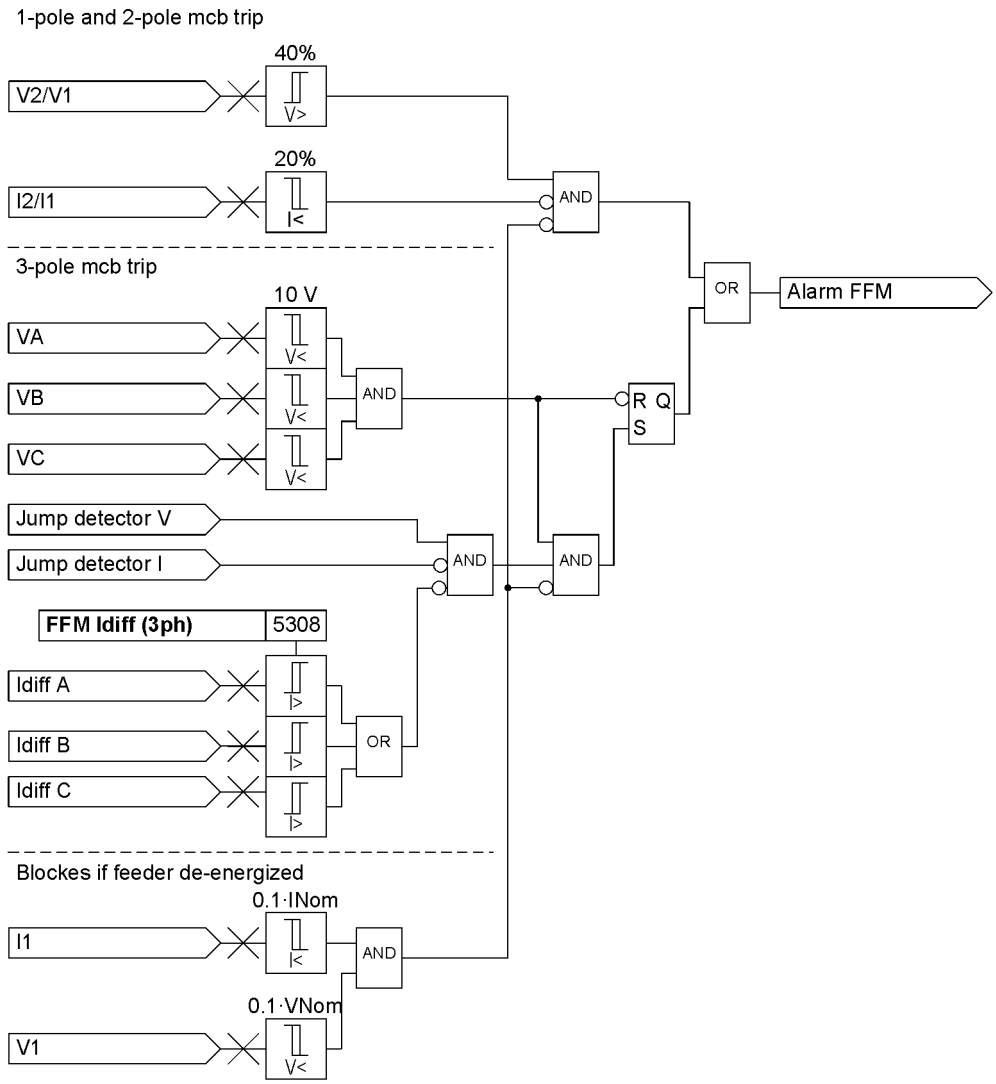 1-pole and 2-pole mcb trip
40%
V2/V1
V>
20%
I2/I1
I<
AND
3-pole mcb trip
OR
Alarm FFM
10 V
VA
V<
VB
V<
AND
R Q
S
VC
V<
Jump detector V
Jump detector I
AND
AND
FFM Idiff (3ph) 5308
Idiff A
I>
Idiff B
I>
OR
Idiff C
I>
Blockes if feeder de-energized
0.1·INom
I1
I<
AND
0.1·VNom
V1
V<